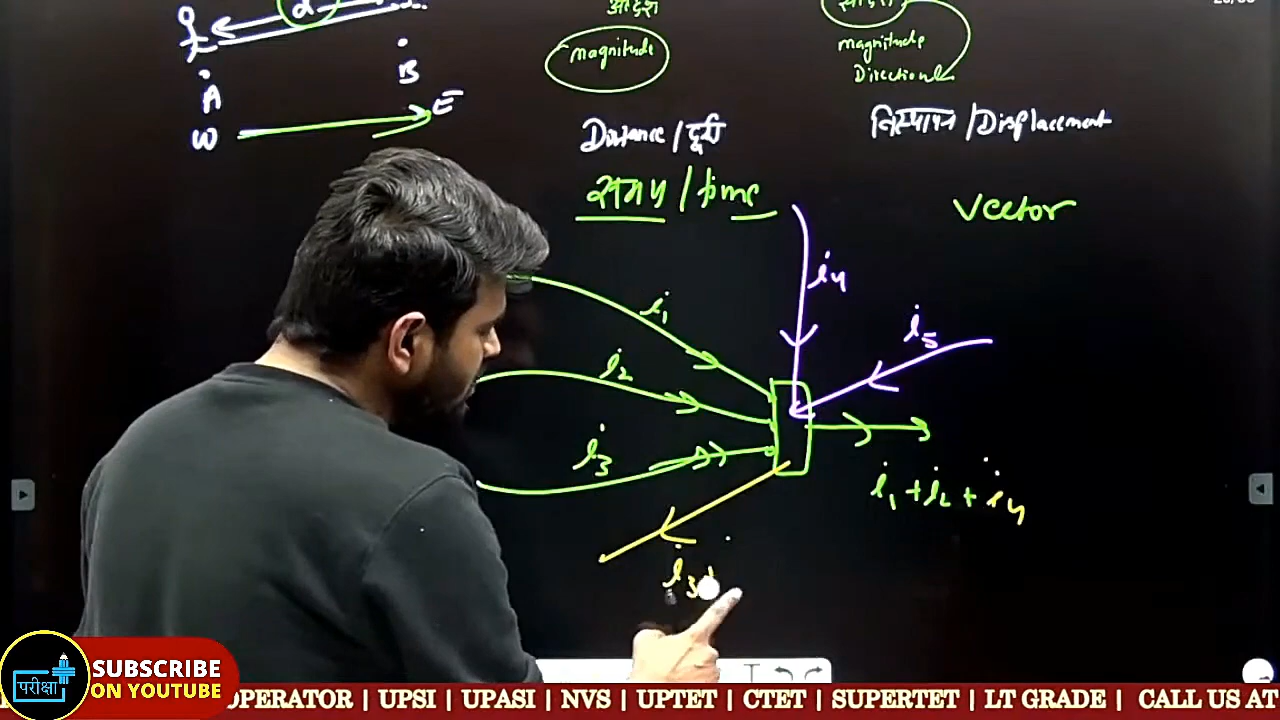 d
आदेश
magnitude
magnitude
Direction
A
B
W
E
Distance/दूरी
विस्थापन/Displacement
समय/time
Vector
i₁
i₂
i₃
i₄
i₅
i₁+i₂+i₄
i₃+
परीक्षा
SUBSCRIBE
ON YOUTUBE
OPERATOR | UPSI | UPASI | NVS | UPTET | CTET | SUPERTET | LT GRADE | CALL US AT